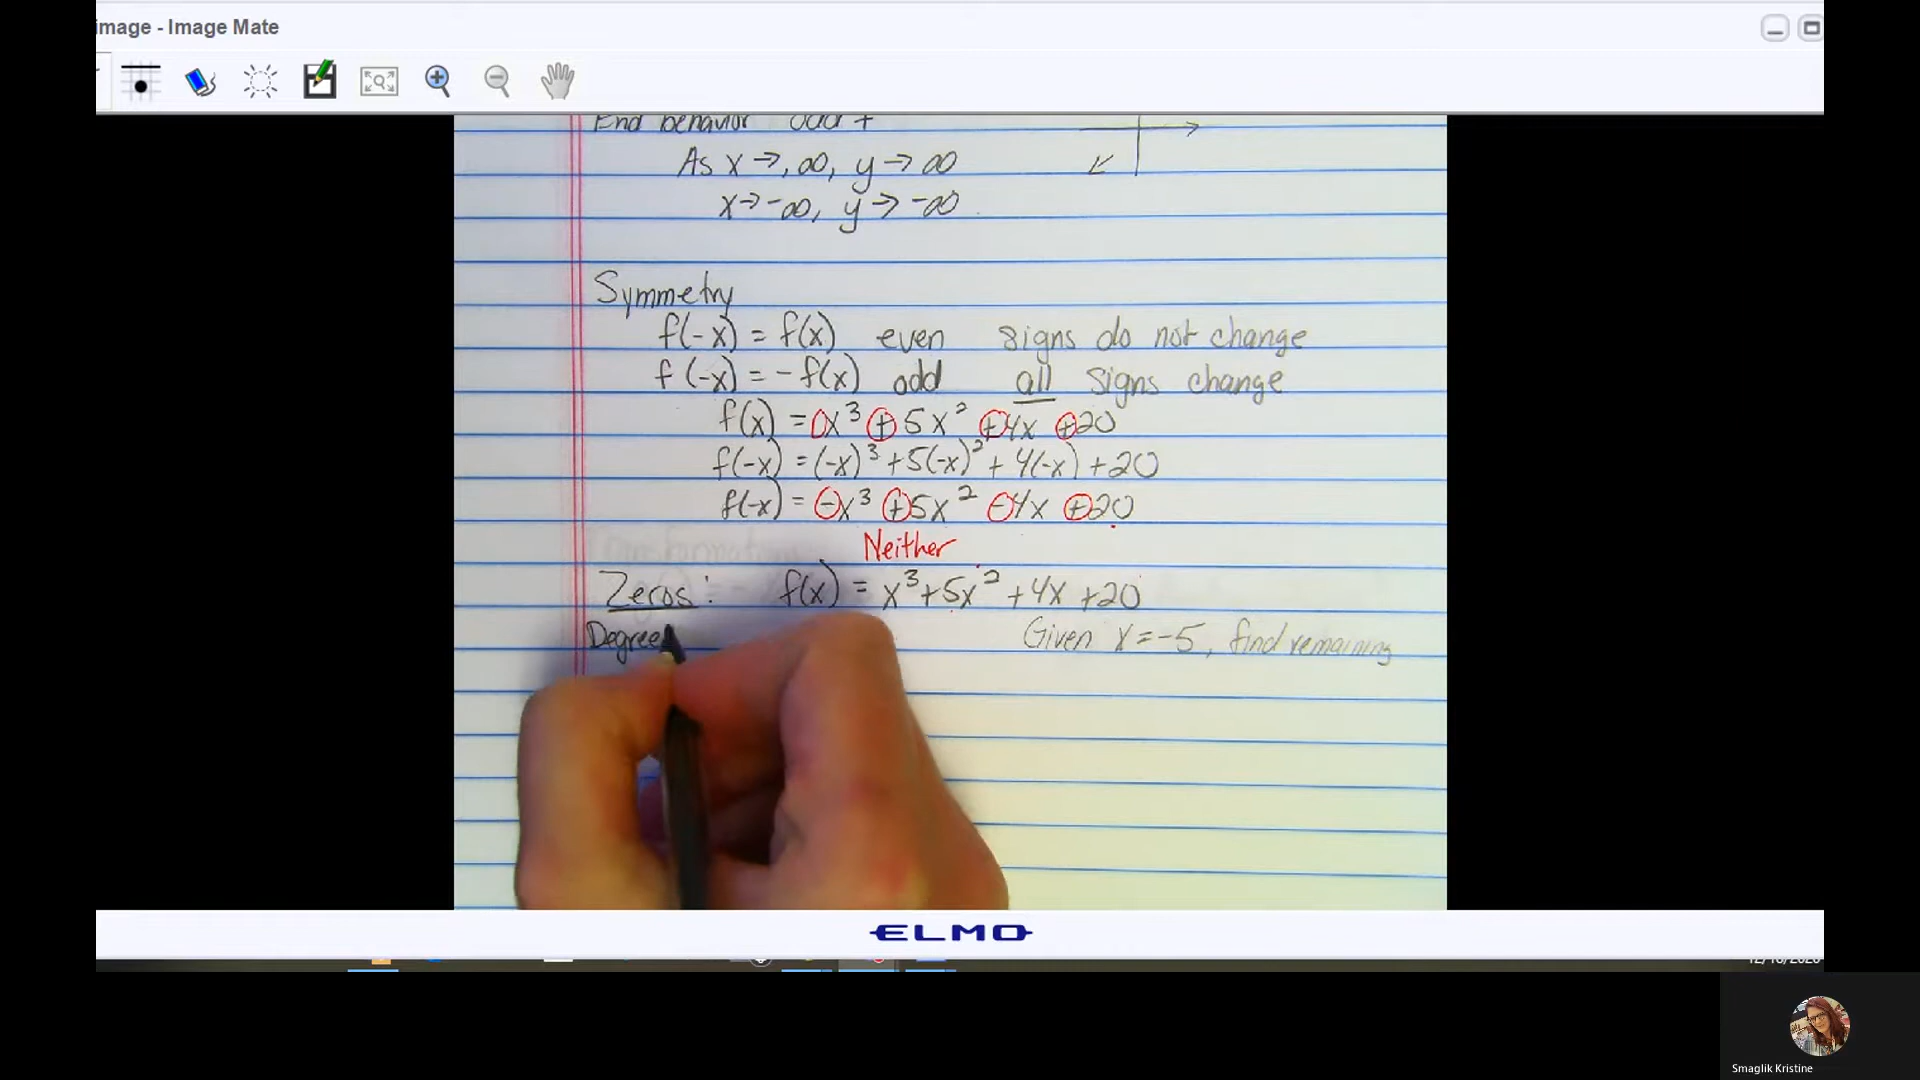 image - Image Mate
End behavior odd +
As x →, ∞, y → ∞
x → -∞, y → -∞
Symmetry
f(-x) = f(x) even signs do not change
f(-x) = - f(x) odd all signs change
f(x) = x³ + 5x² + 4x + 20
f(-x) = (-x)³ + 5(-x)² + 4(-x) + 20
f(-x) = -x³ + 5x² - 4x + 20
Neither
Zeros: f(x) = x³ + 5x² + 4x + 20
Degree
Given x = -5, find remaining
ELMO
Smaglik Kristine